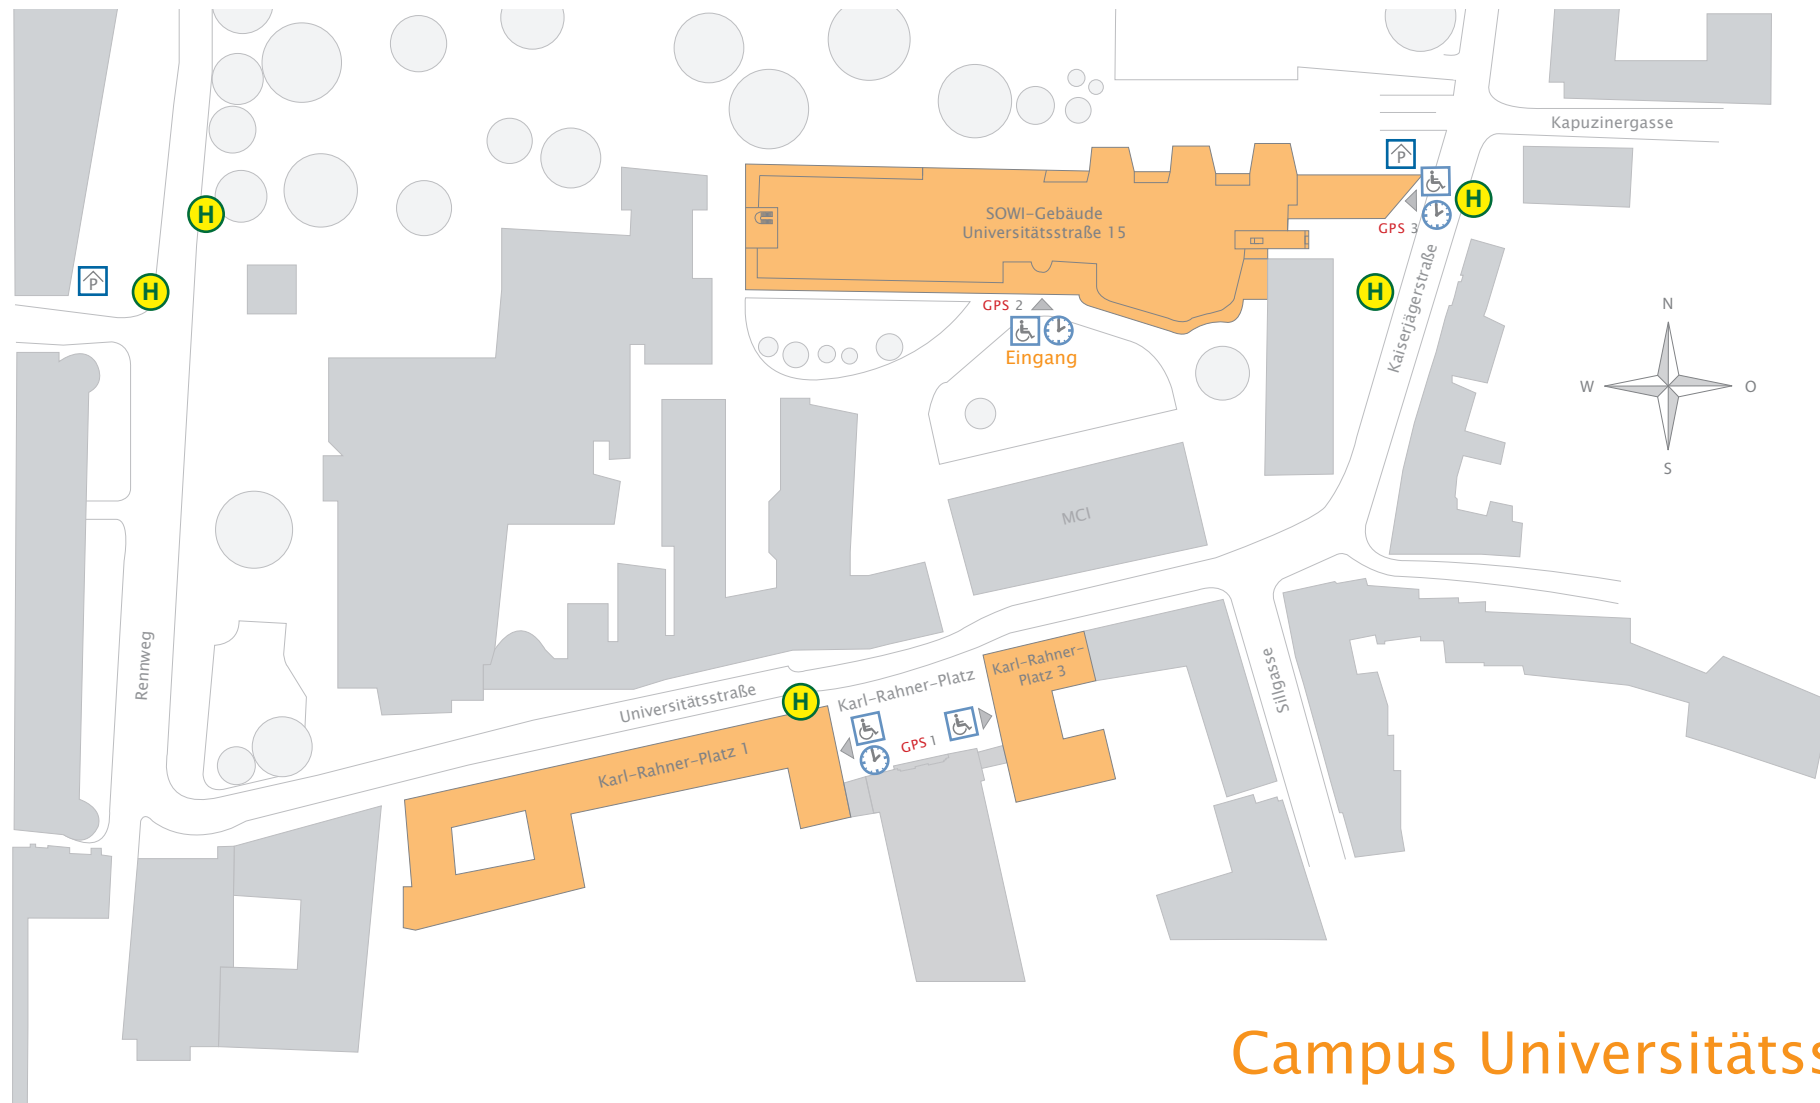 Kapuzinergasse
P
H
SOWI-Gebäude
Universitätsstraße 15
H
GPS 3
P
H
H
GPS 2
Eingang
Kaiserjägerstraße
N
W
O
S
MCI
Rennweg
Universitätsstraße
H
Karl-Rahner-Platz
Karl-Rahner-
Platz 3
Sillgasse
GPS 1
Karl-Rahner-Platz 1
Campus Universitätss